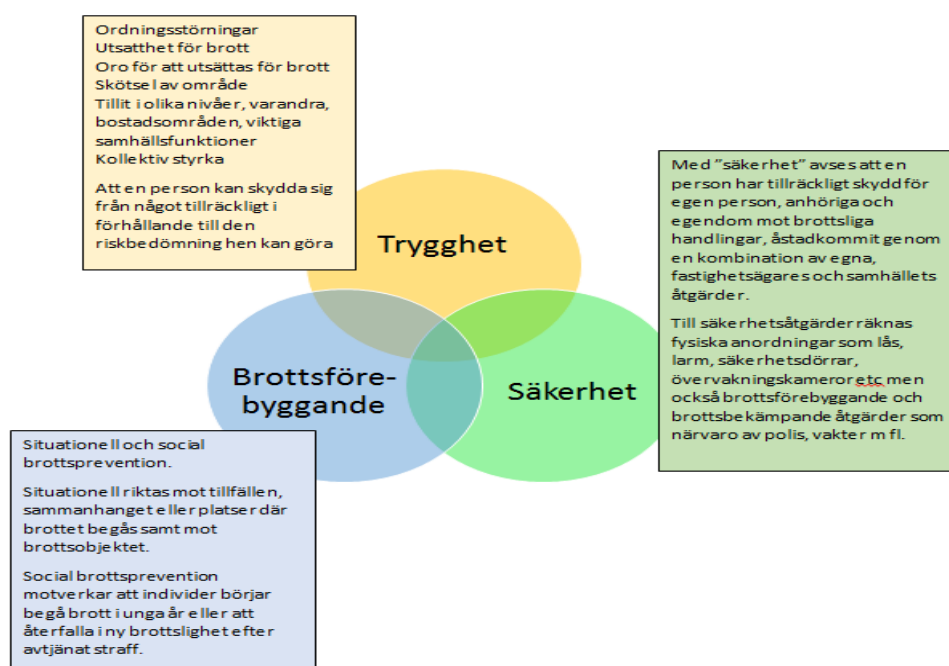 Ordningsstörningar
Utsatthet för brott
Oro för att utsättas för brott
Skötsel av område
Tillit i olika nivåer, varandra,
bostadsområden, viktiga
samhällsfunktioner
Kollektiv styrka
Att en person kan skydda sig
från något tillräckligt i
förhållande till den
riskbedömning hen kan göra
Trygghet
Med ”säkerhet” avses att en
person har tillräckligt skydd för
egen person, anhöriga och
egendom mot brottsliga
handlingar, åstadkommit genom
en kombination av egna,
fastighetsägares och samhällets
åtgärder.
Till säkerhetsåtgärder räknas
fysiska anordningar som lås,
larm, säkerhetsdörrar,
övervakningskameror etc men
också brottsförebyggande och
brottsbekämpande åtgärder som
närvaro av polis, vakter m fl.
Brottsföre-
byggande
Säkerhet
Situationell och social
brottsprevention.
Situationell riktas mot tillfällen,
sammanhanget eller platser där
brottet begås samt mot
brottsobjektet.
Social brottsprevention
motverkar att individer börjar
begå brott i unga år eller att
återfalla i ny brottslighet efter
avtjänat straff.